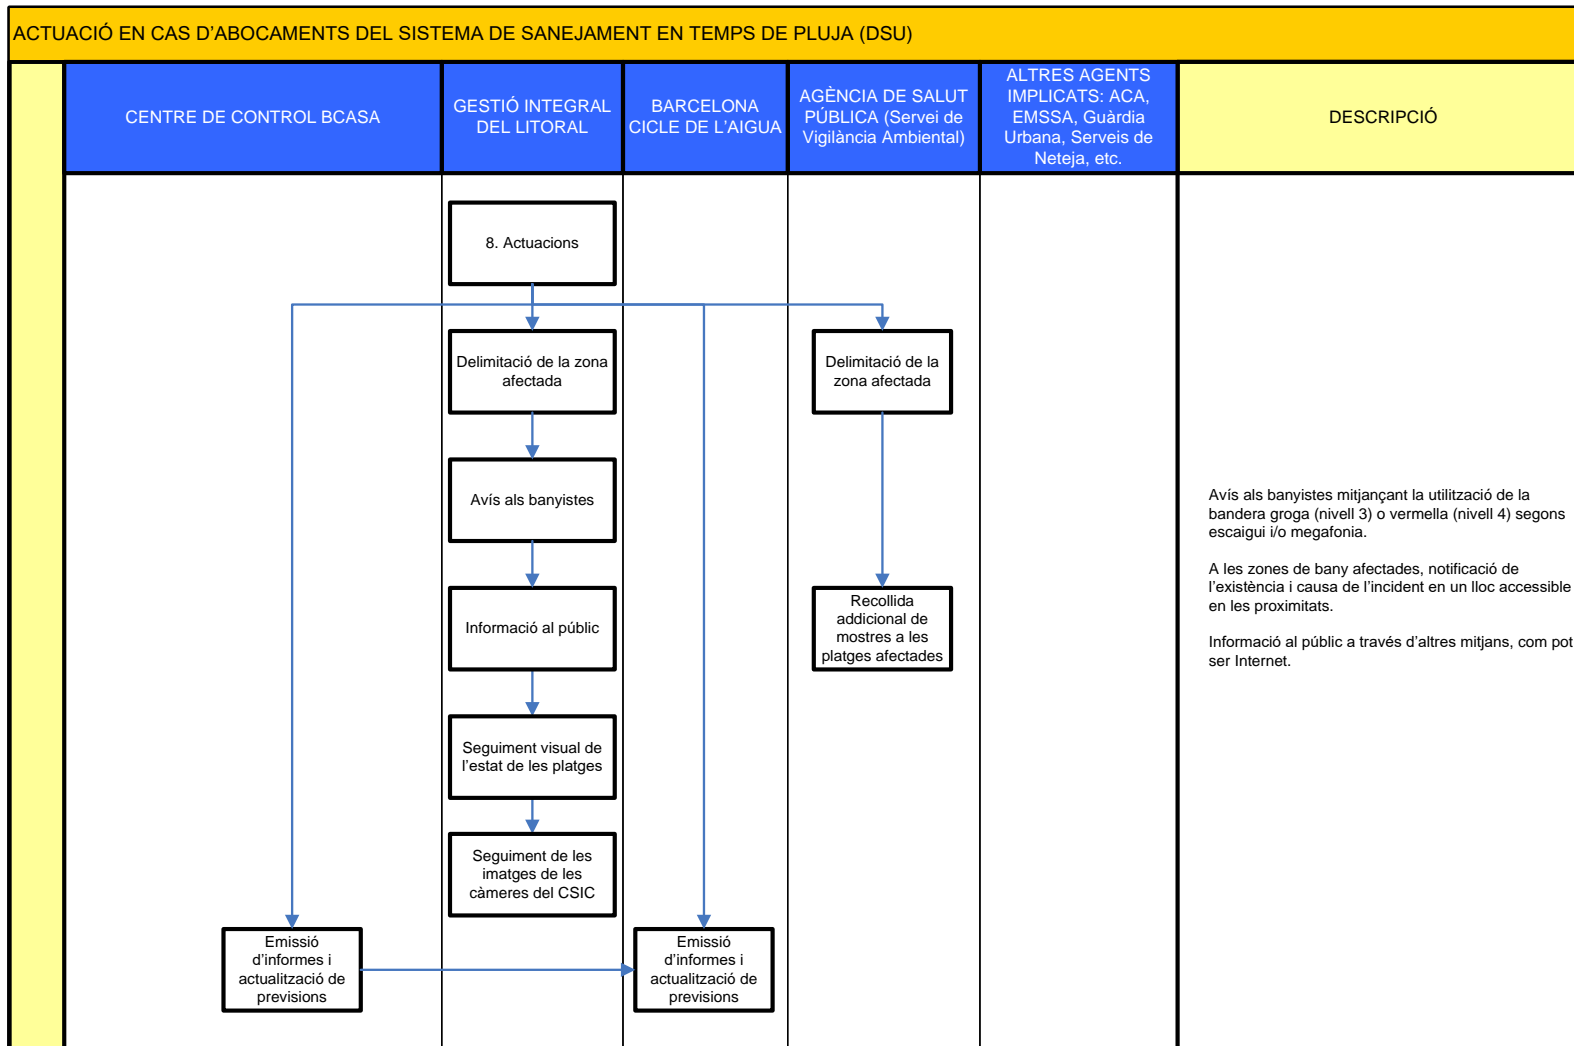 ACTUACIÓ EN CAS D'ABOCAMENTS DEL SISTEMA DE SANEJAMENT EN TEMPS DE PLUJA (DSU)
CENTRE DE CONTROL BCASA
GESTIÓ INTEGRAL
DEL LITORAL
BARCELONA
CICLE DE L'AIGUA
AGÈNCIA DE SALUT
PÚBLICA (Servei de
Vigilància Ambiental)
ALTRES AGENTS
IMPLICATS: ACA,
EMSSA, Guàrdia
Urbana, Serveis de
Neteja, etc.
DESCRIPCIÓ
8. Actuacions
Delimitació de la zona
afectada
Delimitació de la
zona afectada
Avís als banyistes
Avís als banyistes mitjançant la utilització de la
bandera groga (nivell 3) o vermella (nivell 4) segons
escaigui i/o megafonia.
A les zones de bany afectades, notificació de
l'existència i causa de l'incident en un lloc accessible
en les proximitats.
Informació al públic a través d'altres mitjans, com pot
ser Internet.
Informació al públic
Recollida
addicional de
mostres a les
platges afectades
Seguiment visual de
l'estat de les platges
Seguiment de les
imatges de les
càmeres del CSIC
Emissió
d'informes i
actualització de
previsions
Emissió
d'informes i
actualització de
previsions